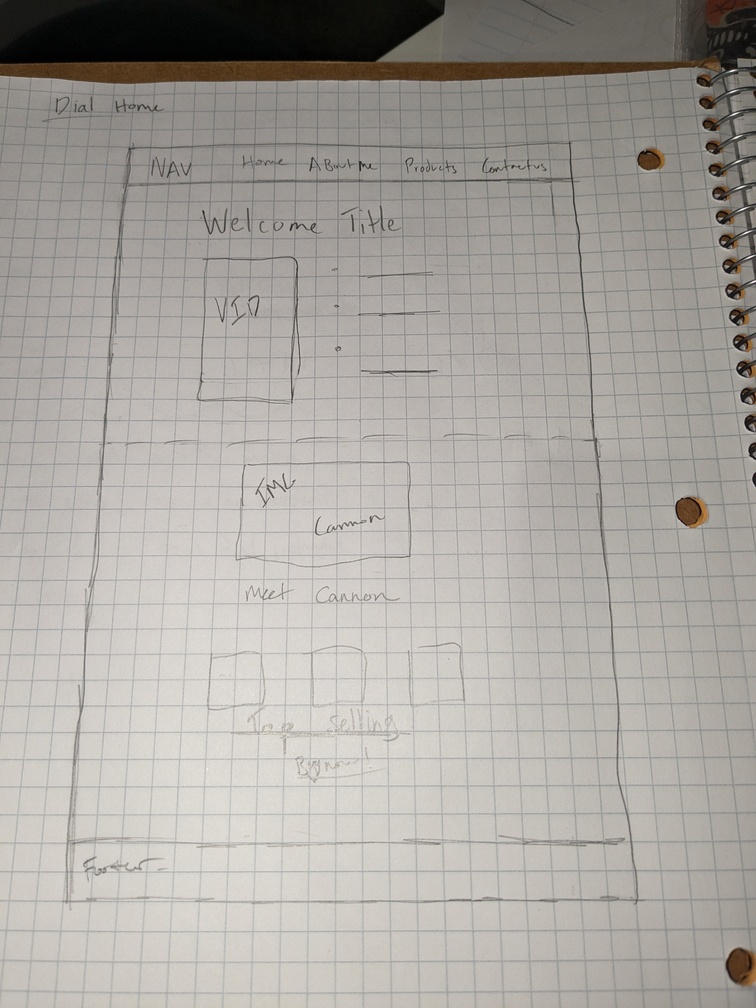 Dial Home
NAV Home About Me Products Contact us
Welcome Title
VID
IMG
Cannon
Meet Cannon
Top Selling
Buy now!
Footer